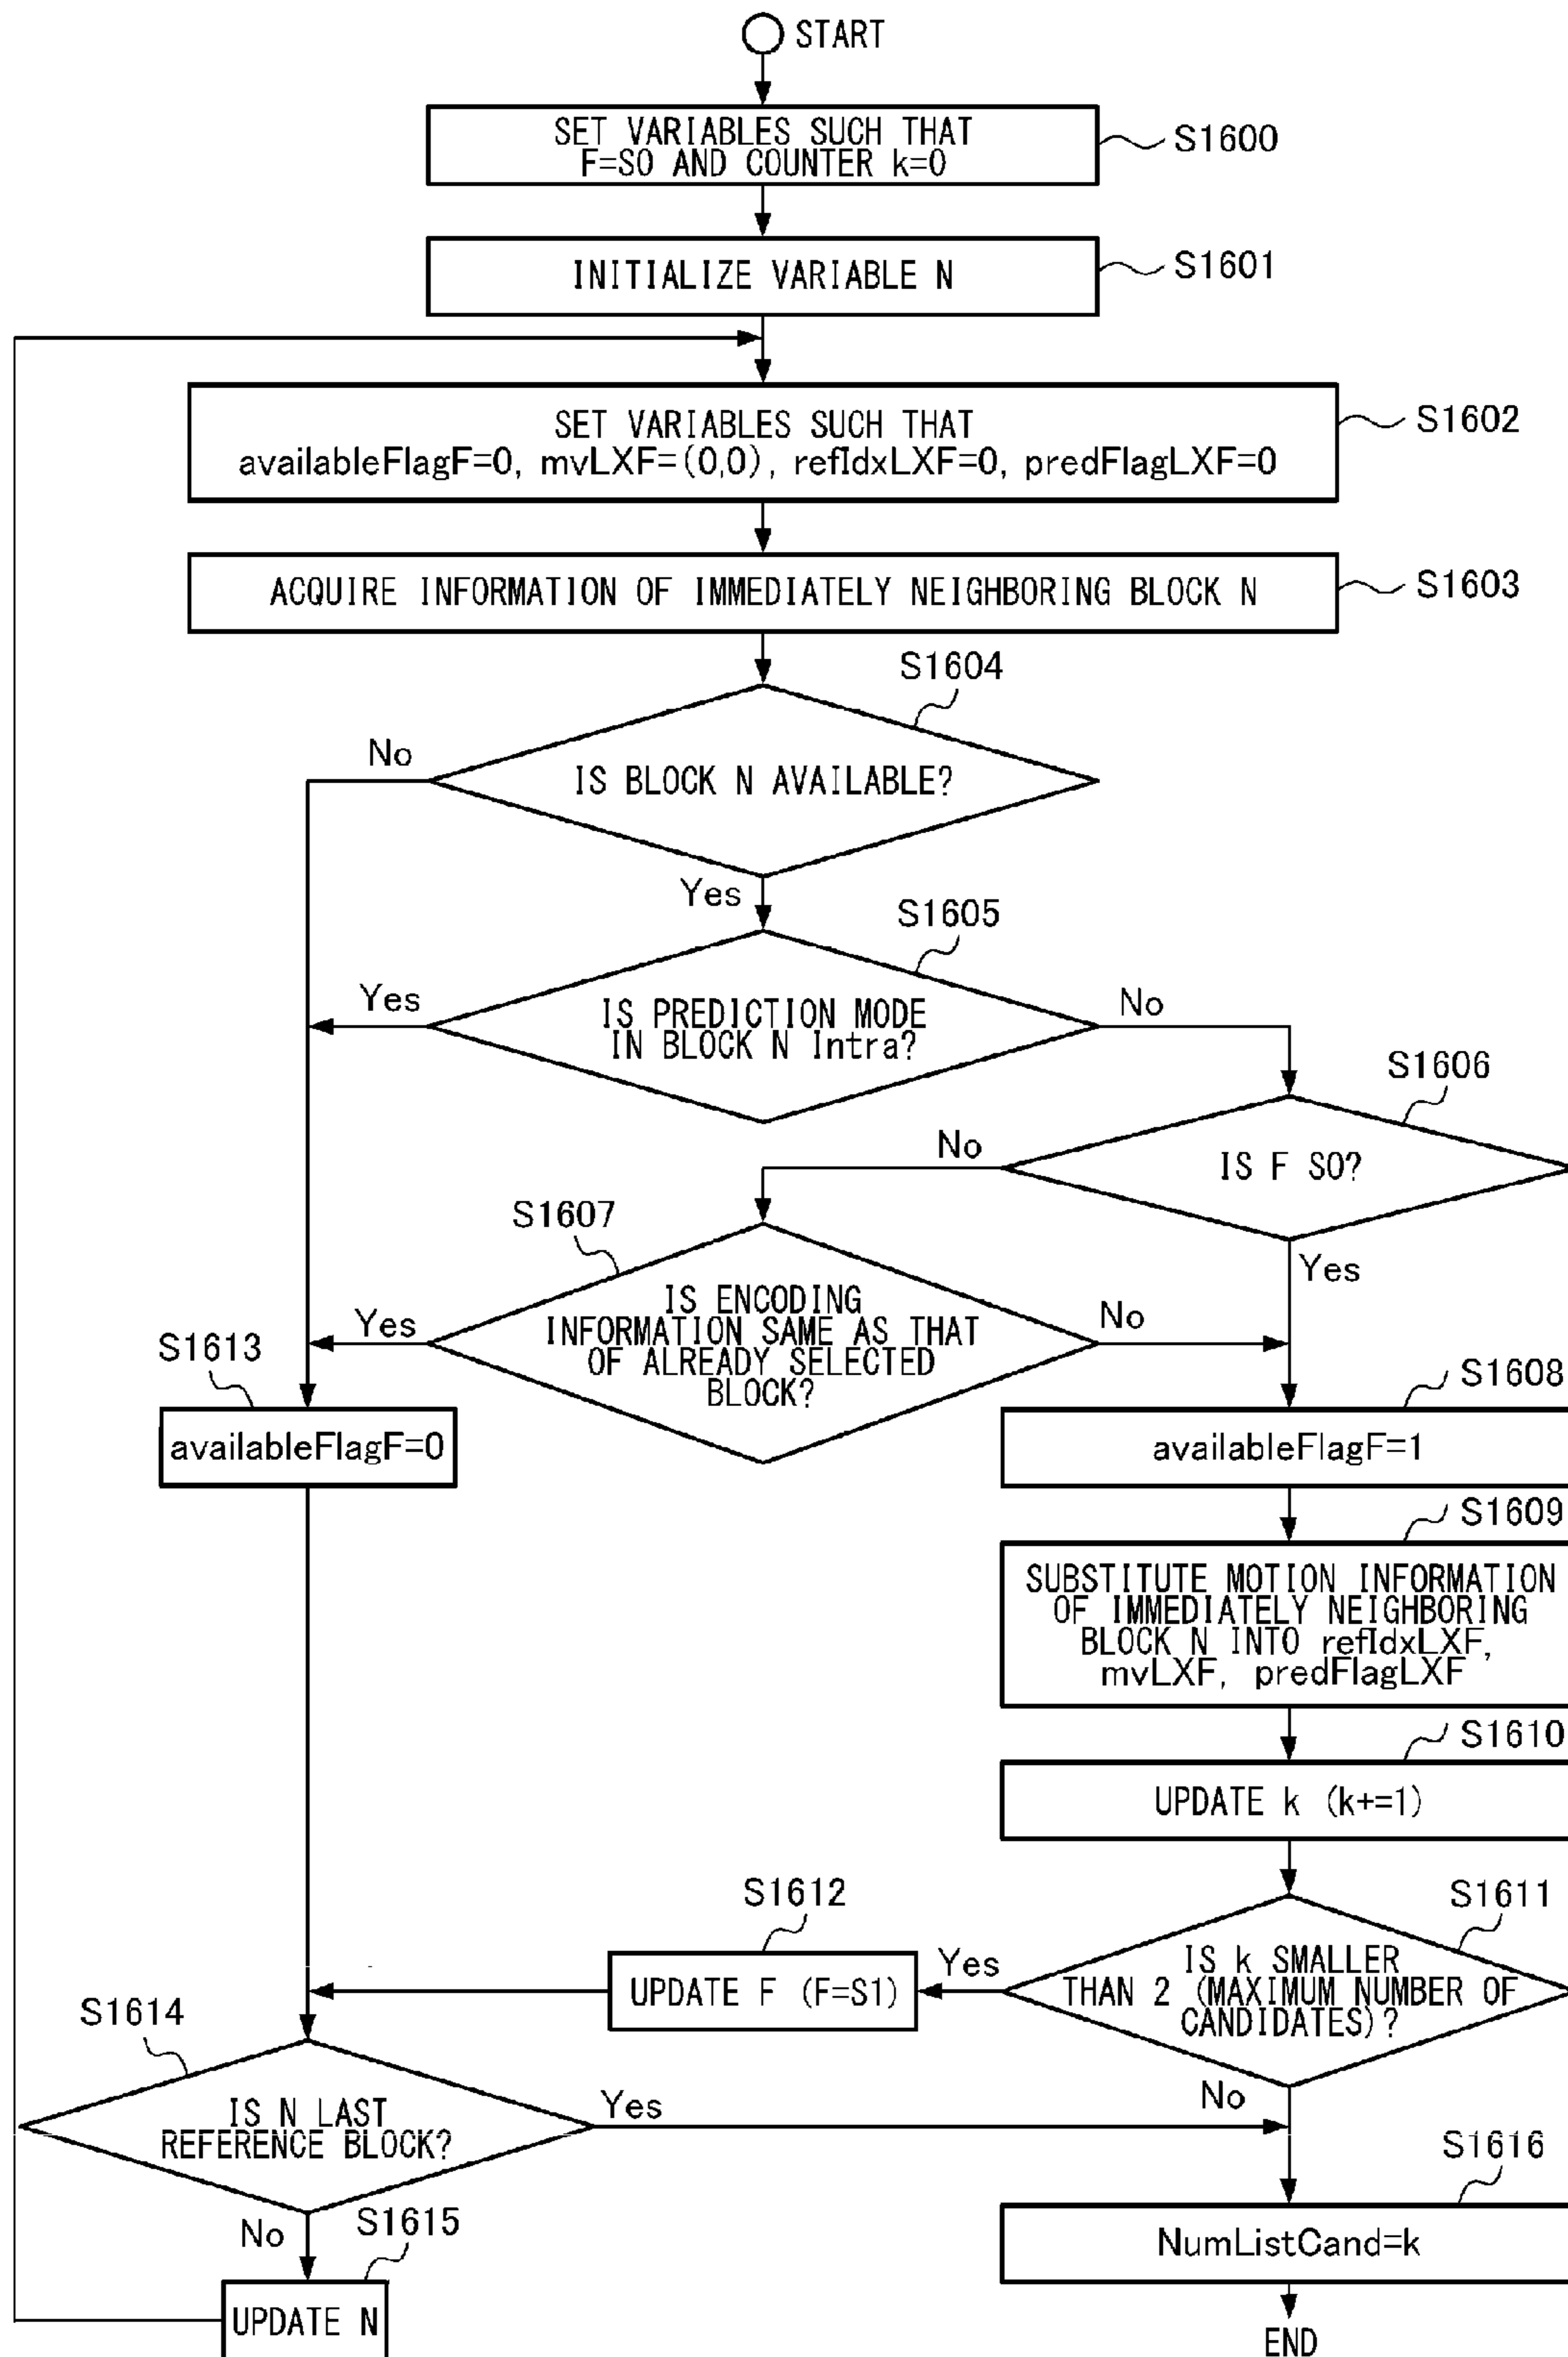 START
SET VARIABLES SUCH THAT
F=S0 AND COUNTER k=0
S1600
INITIALIZE VARIABLE N
S1601
SET VARIABLES SUCH THAT
availableFlagF=0, mvLXF=(0,0), refIdxLXF=0, predFlagLXF=0
S1602
ACQUIRE INFORMATION OF IMMEDIATELY NEIGHBORING BLOCK N
S1603
S1604
No
IS BLOCK N AVAILABLE?
Yes
S1605
Yes
IS PREDICTION MODE
IN BLOCK N Intra?
No
S1606
No
IS F S0?
Yes
S1607
IS ENCODING
INFORMATION SAME AS THAT
OF ALREADY SELECTED
BLOCK?
Yes
No
S1613
availableFlagF=0
S1608
availableFlagF=1
S1609
SUBSTITUTE MOTION INFORMATION
OF IMMEDIATELY NEIGHBORING
BLOCK N INTO refIdxLXF,
mvLXF, predFlagLXF
S1610
UPDATE k (k+=1)
S1611
IS k SMALLER
THAN 2 (MAXIMUM NUMBER OF
CANDIDATES)?
Yes
No
S1612
UPDATE F (F=S1)
S1614
IS N LAST
REFERENCE BLOCK?
Yes
No
S1615
UPDATE N
S1616
NumListCand=k
END